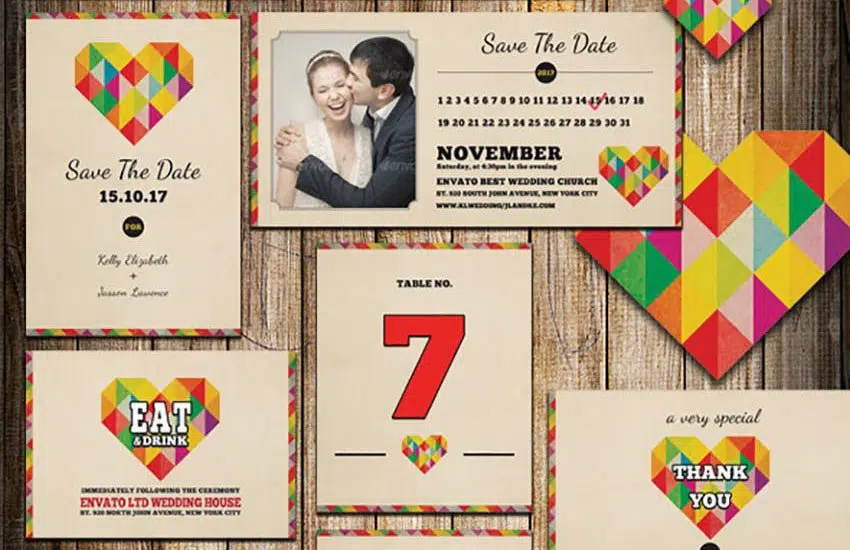 Save The Date
15.10.17
FOR
Kelly Elizabeth
+
Jasson Lawence
Save The Date
2017
1 2 3 4 5 6 7 8 9 10 11 12 13 14 15 16 17 18
19 20 21 22 23 24 25 26 27 28 29 30 31
NOVEMBER
Saturday, at 4:30pm in the evening
ENVATO BEST WEDDING CHURCH
ST. 920 SOUTH JOHN AVENUE, NEW YORK CITY
WWW.KLWEDDING/JLANDKE.COM
EAT
& DRINK
IMMEDIATELY FOLLOWING THE CEREMONY
ENVATO LTD WEDDING HOUSE
ST. 920 NORTH JOHN AVENUE, NEW YORK CITY
TABLE NO.
7
a very special
THANK
YOU